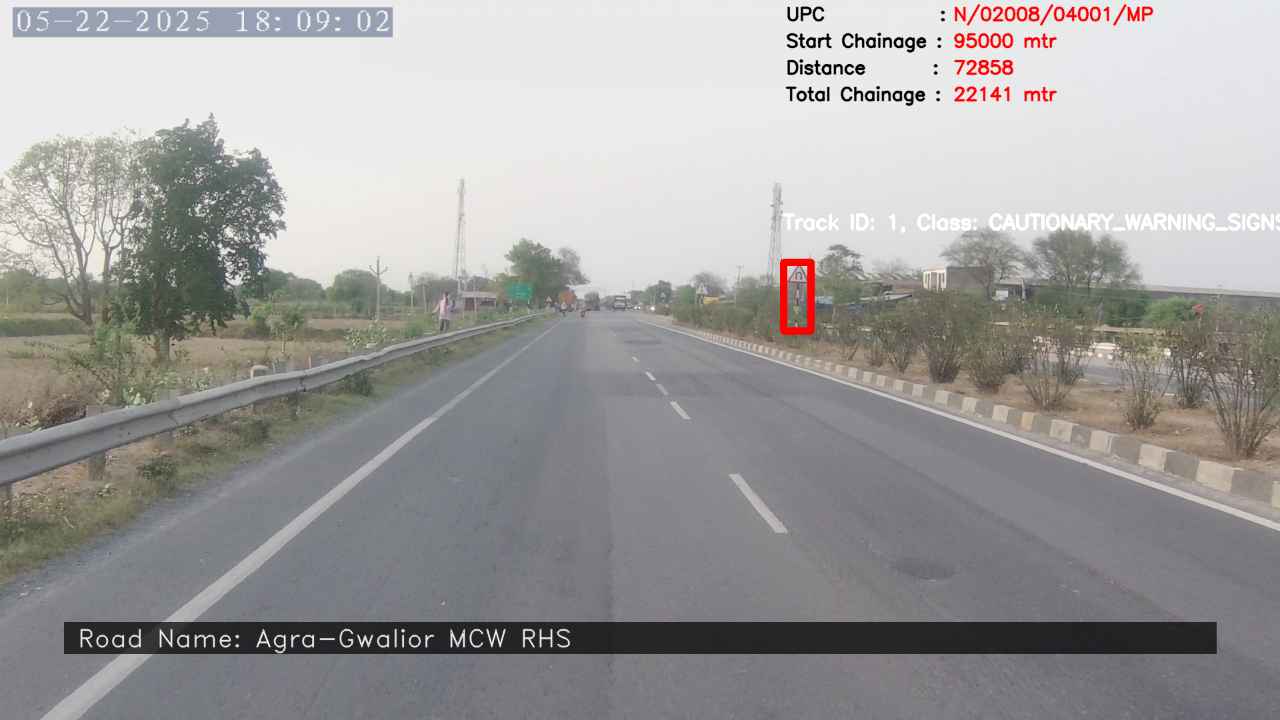 05-22-2025 18:09:02
UPC : N/02008/04001/MP
Start Chainage : 95000 mtr
Distance : 72858
Total Chainage : 22141 mtr
Track ID: 1, Class: CAUTIONARY_WARNING_SIGNS
Road Name: Agra-Gwalior MCW RHS